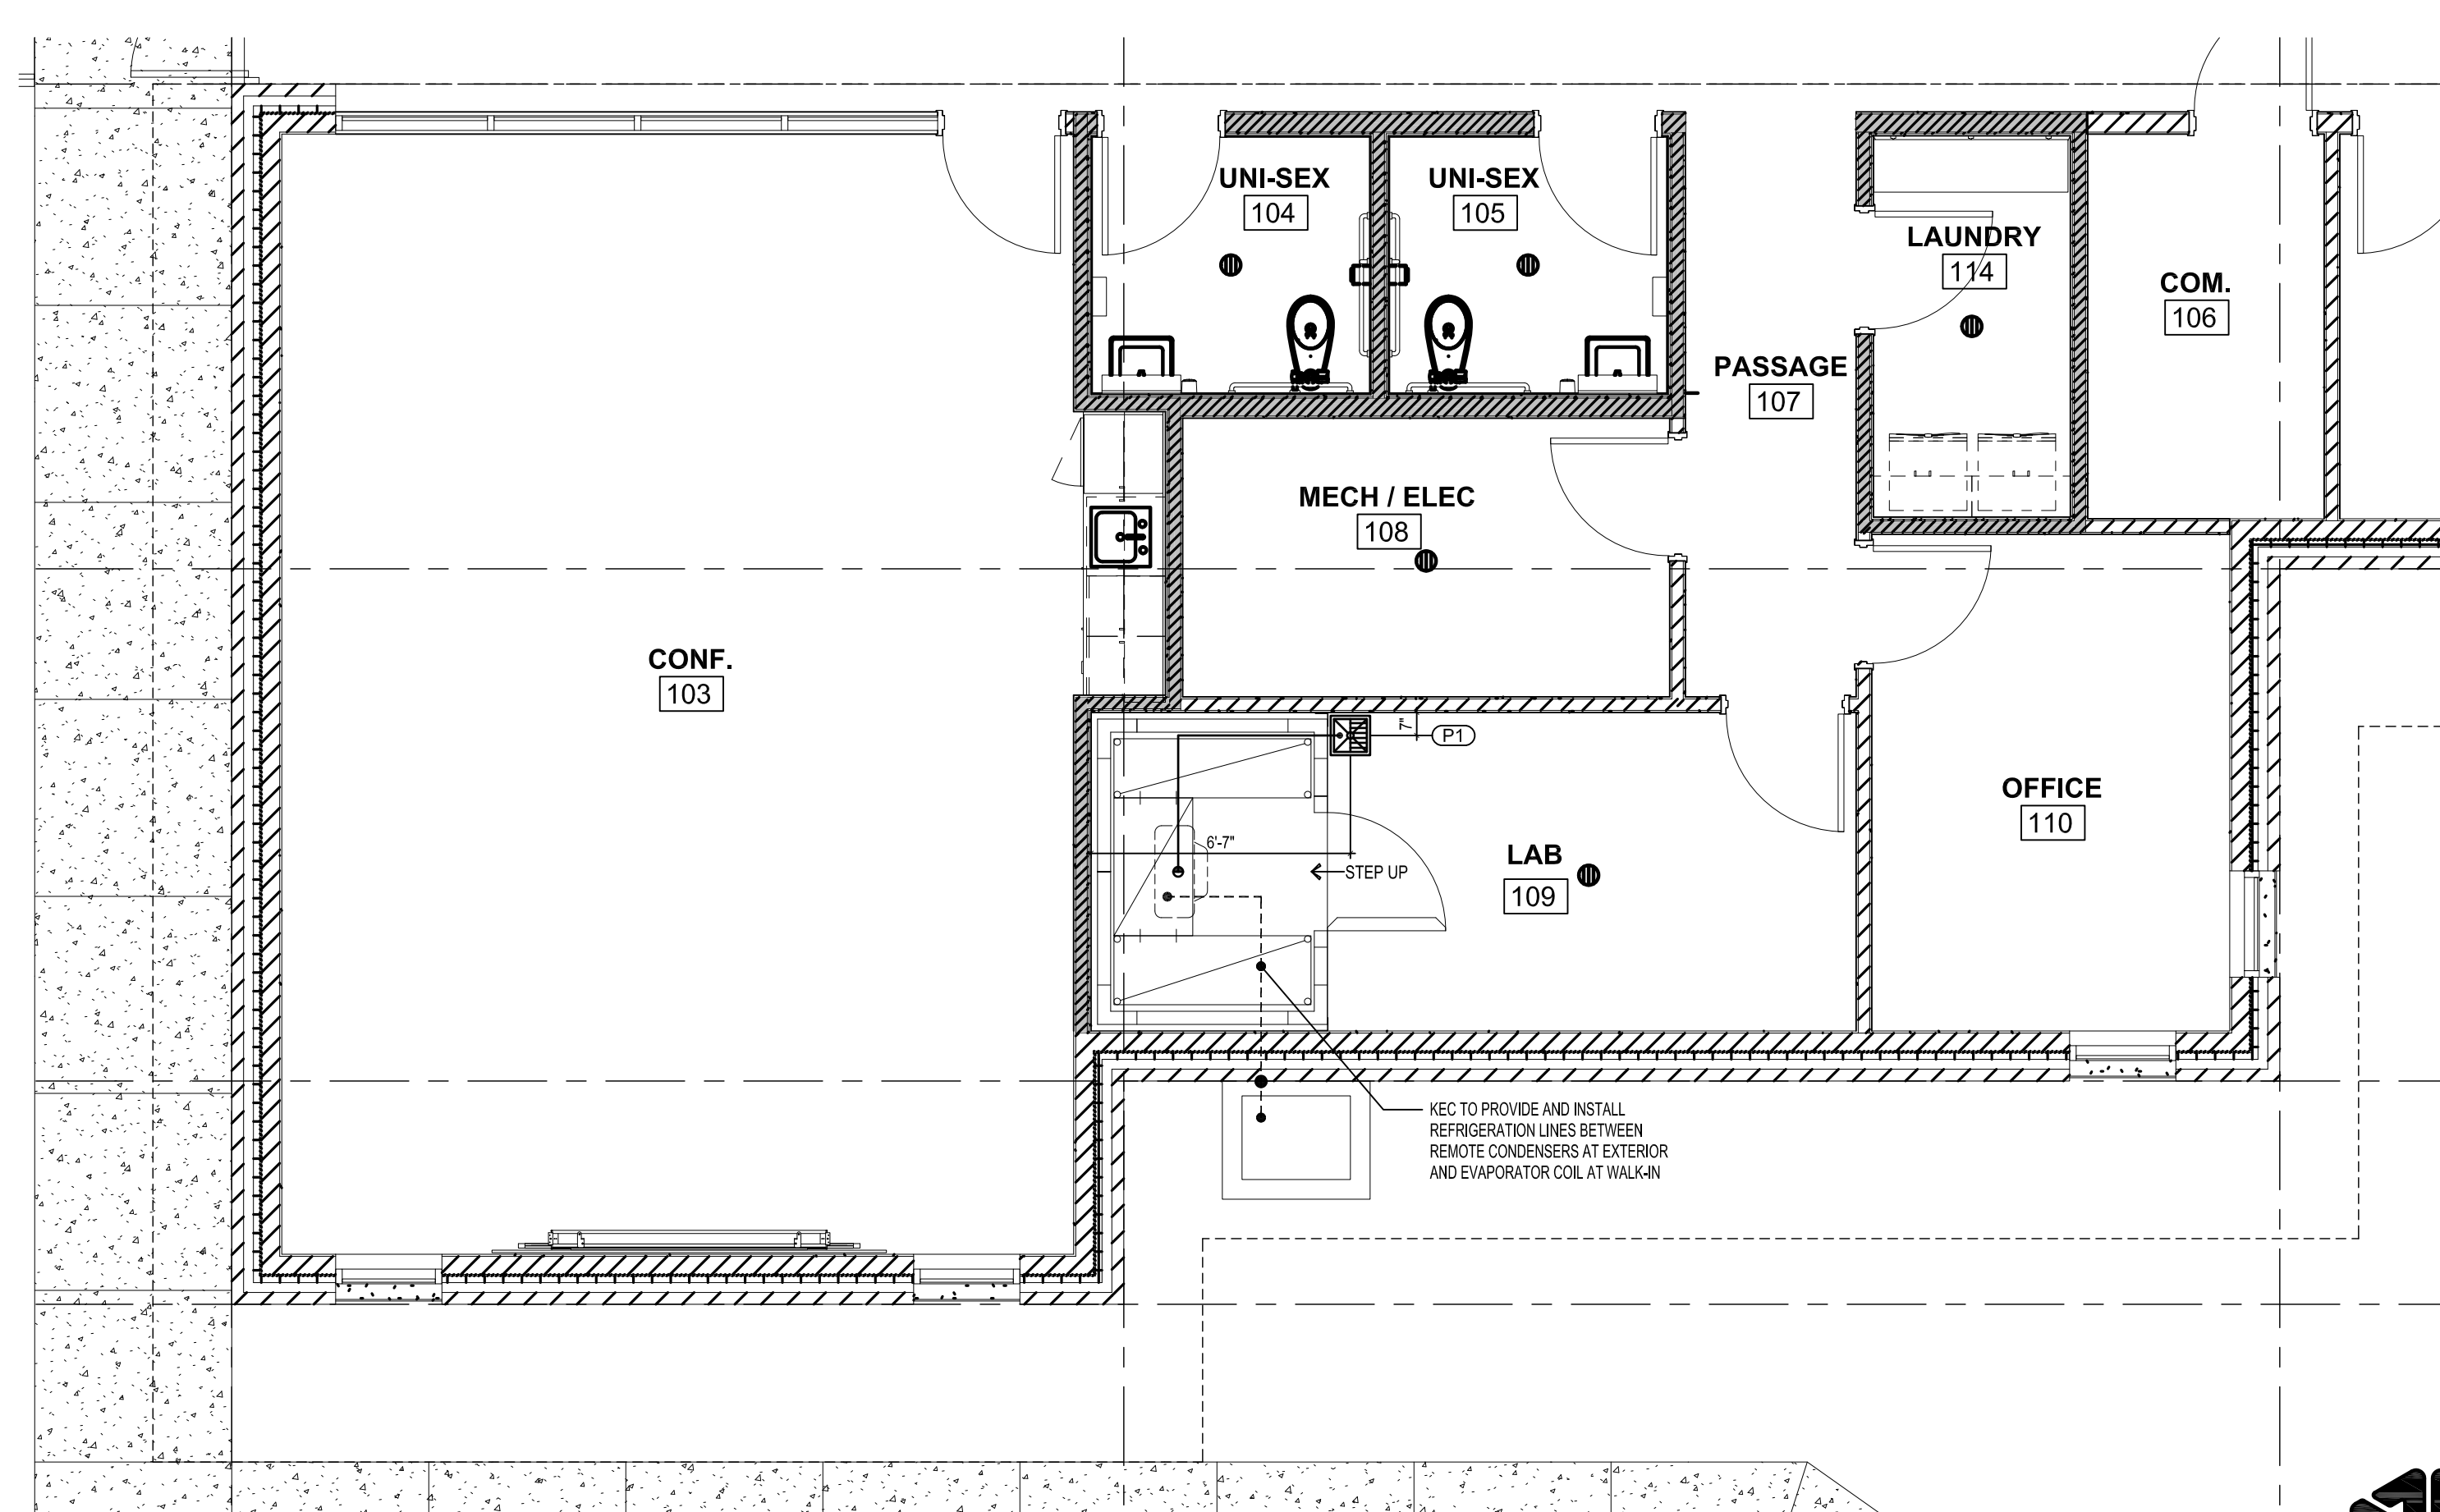 UNI-SEX
104
UNI-SEX
105
LAUNDRY
114
COM.
106
PASSAGE
107
MECH / ELEC
108
CONF.
103
7"
P1
OFFICE
110
6'-7"
STEP UP
LAB
109
KEC TO PROVIDE AND INSTALL
REFRIGERATION LINES BETWEEN
REMOTE CONDENSERS AT EXTERIOR
AND EVAPORATOR COIL AT WALK-IN